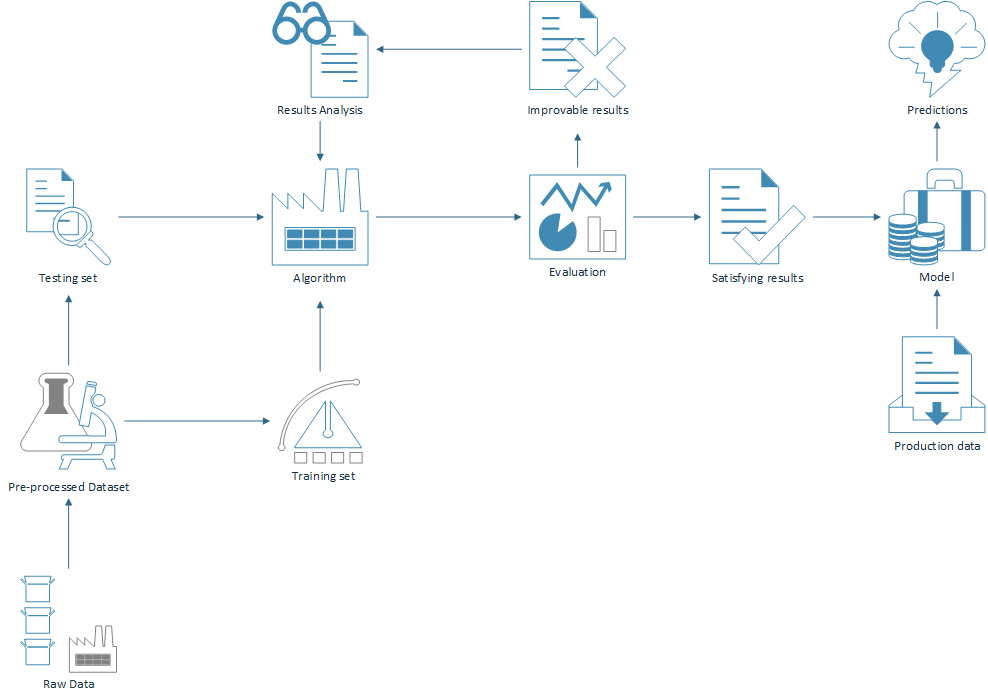 Results Analysis
Improvable results
Predictions
Testing set
Algorithm
Evaluation
Satisfying results
Model
Production data
Training set
Pre-processed Dataset
Raw Data